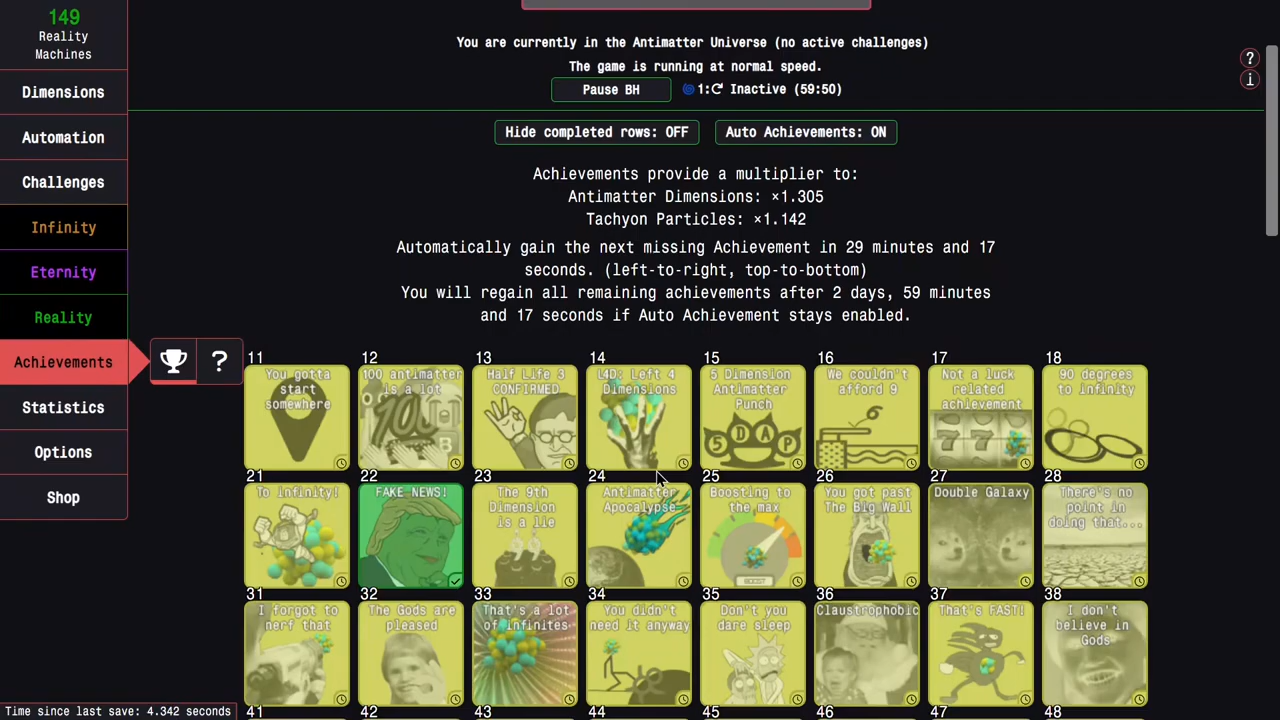 149
Reality
Machines
Dimensions
Automation
Challenges
Infinity
Eternity
Reality
Achievements
Statistics
Options
Shop
?
You are currently in the Antimatter Universe (no active challenges)
The game is running at normal speed.
Pause BH
1: Inactive (59:50)
?
i
Hide completed rows: OFF
Auto Achievements: ON
Achievements provide a multiplier to:
Antimatter Dimensions: ×1.305
Tachyon Particles: ×1.142
Automatically gain the next missing Achievement in 29 minutes and 17
seconds. (left-to-right, top-to-bottom)
You will regain all remaining achievements after 2 days, 59 minutes
and 17 seconds if Auto Achievement stays enabled.
11 12 13 14 15 16 17 18
You gotta
start
somewhere
100 antimatter
is a lot
Half Life 3
CONFIRMED
L4D: Left 4
Dimensions
5 Dimension
Antimatter
Punch
5 D A P
We couldn't
afford 9
Not a luck
related
achievement
7 7
90 degrees
to infinity
21 22 23 24 25 26 27 28
To infinity!
FAKE NEWS!
The 9th
Dimension
is a lie
Antimatter
Apocalypse
Boosting to
the max
BOOST
You got past
The Big Wall
Double Galaxy
There's no
point in
doing that...
31 32 33 34 35 36 37 38
I forgot to
nerf that
The Gods are
pleased
That's a lot
of infinites
You didn't
need it anyway
Don't you
dare sleep
Claustrophobic
That's FAST!
I don't
believe in
Gods
41 42 43 44 45 46 47 48
Time since last save: 4.342 seconds